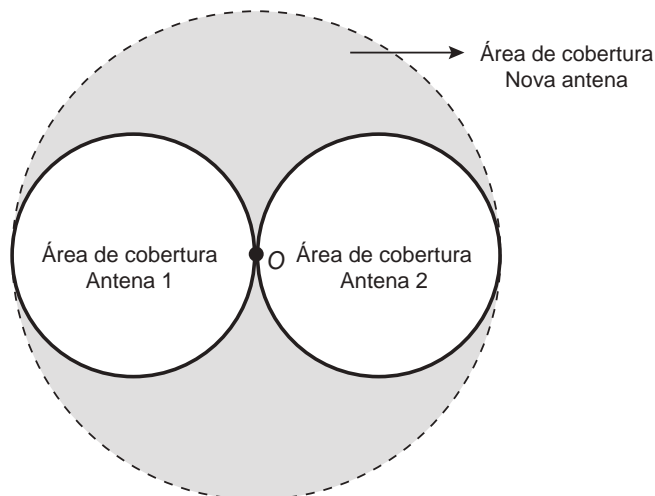 Área de cobertura
Nova antena
Área de cobertura
Antena 1
O
Área de cobertura
Antena 2